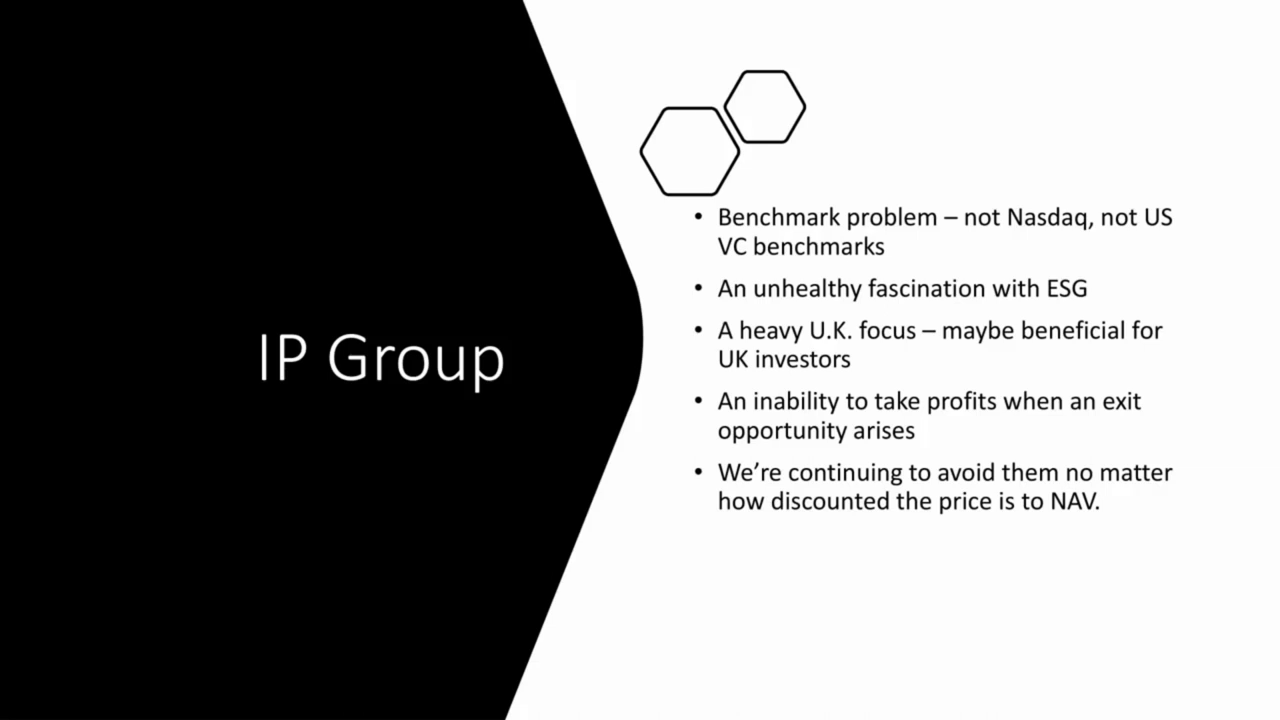 IP Group
• Benchmark problem – not Nasdaq, not US
VC benchmarks
• An unhealthy fascination with ESG
• A heavy U.K. focus – maybe beneficial for
UK investors
• An inability to take profits when an exit
opportunity arises
• We’re continuing to avoid them no matter
how discounted the price is to NAV.